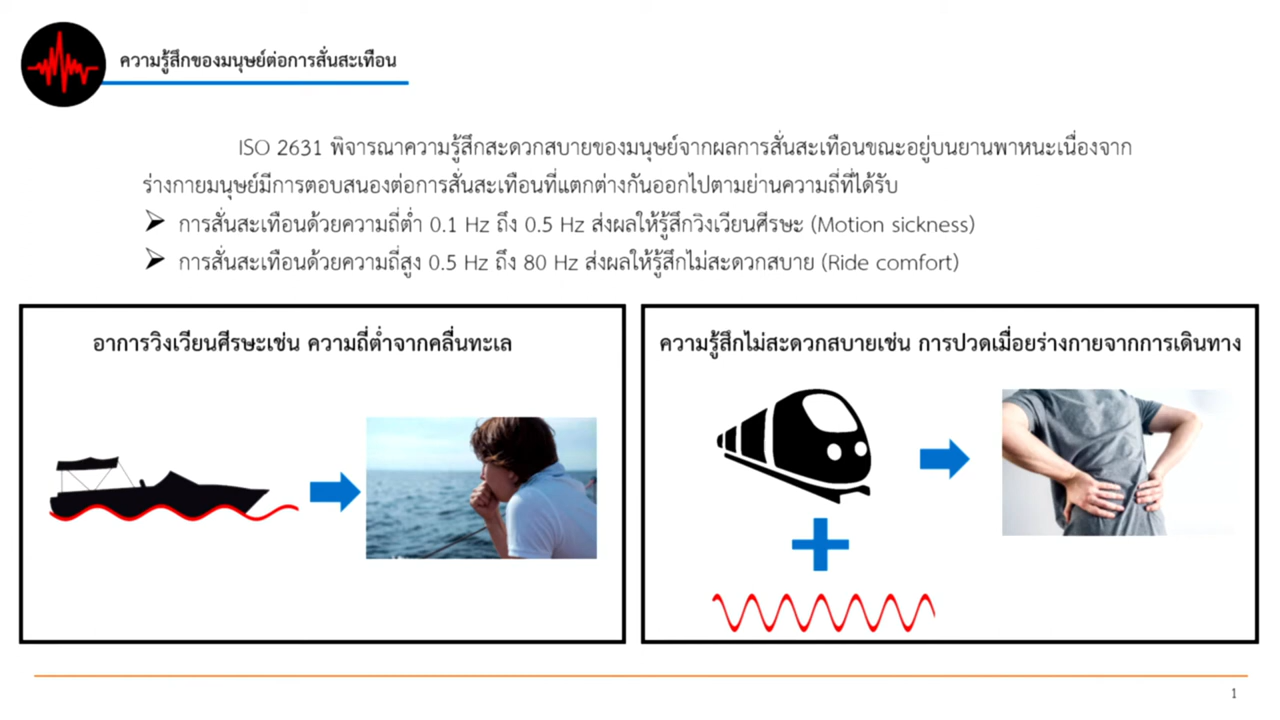 ความรู้สึกของมนุษย์ต่อการสั่นสะเทือน
ISO 2631 พิจารณาความรู้สึกสะดวกสบายของมนุษย์จากผลการสั่นสะเทือนขณะอยู่บนยานพาหนะเนื่องจาก
ร่างกายมนุษย์มีการตอบสนองต่อการสั่นสะเทือนที่แตกต่างกันออกไปตามย่านความถี่ที่ได้รับ
การสั่นสะเทือนด้วยความถี่ต่ำ 0.1 Hz ถึง 0.5 Hz ส่งผลให้รู้สึกวิงเวียนศีรษะ (Motion sickness)
การสั่นสะเทือนด้วยความถี่สูง 0.5 Hz ถึง 80 Hz ส่งผลให้รู้สึกไม่สะดวกสบาย (Ride comfort)
อาการวิงเวียนศีรษะเช่น ความถี่ต่ำจากคลื่นทะเล
ความรู้สึกไม่สะดวกสบายเช่น การปวดเมื่อยร่างกายจากการเดินทาง
1